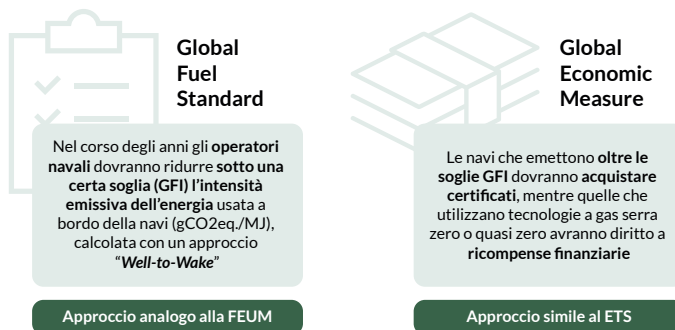 Global
Fuel
Standard
Nel corso degli anni gli operatori
navali dovranno ridurre sotto una
certa soglia (GFI) l'intensità
emissiva dell'energia usata a
bordo della navi (gCO2eq./MJ),
calcolata con un approccio
“Well-to-Wake”
Approccio analogo alla FEUM
Global
Economic
Measure
Le navi che emettono oltre le
soglie GFI dovranno acquistare
certificati, mentre quelle che
utilizzano tecnologie a gas serra
zero o quasi zero avranno diritto a
ricompense finanziarie
Approccio simile al ETS